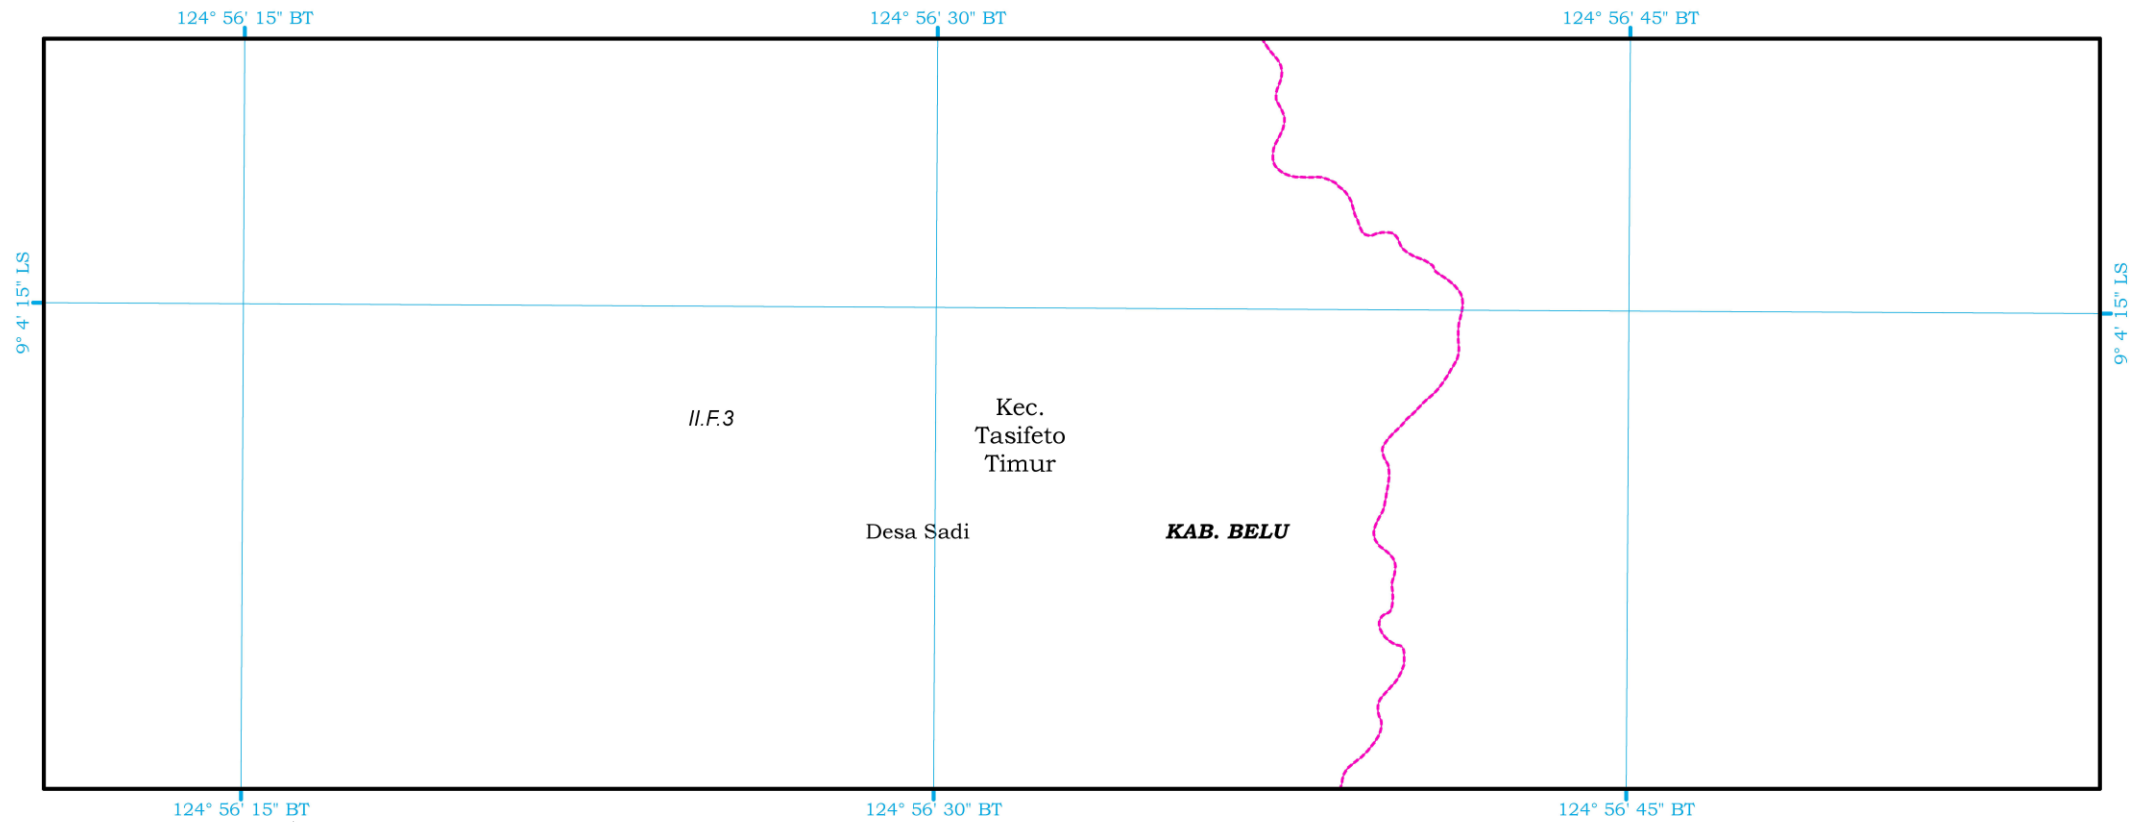 124° 56' 15" BT
124° 56' 30" BT
124° 56' 45" BT
9° 4' 15" LS
9° 4' 15" LS
II.F.3
Kec.
Tasifeto
Timur
Desa Sadi
KAB. BELU
124° 56' 15" BT
124° 56' 30" BT
124° 56' 45" BT